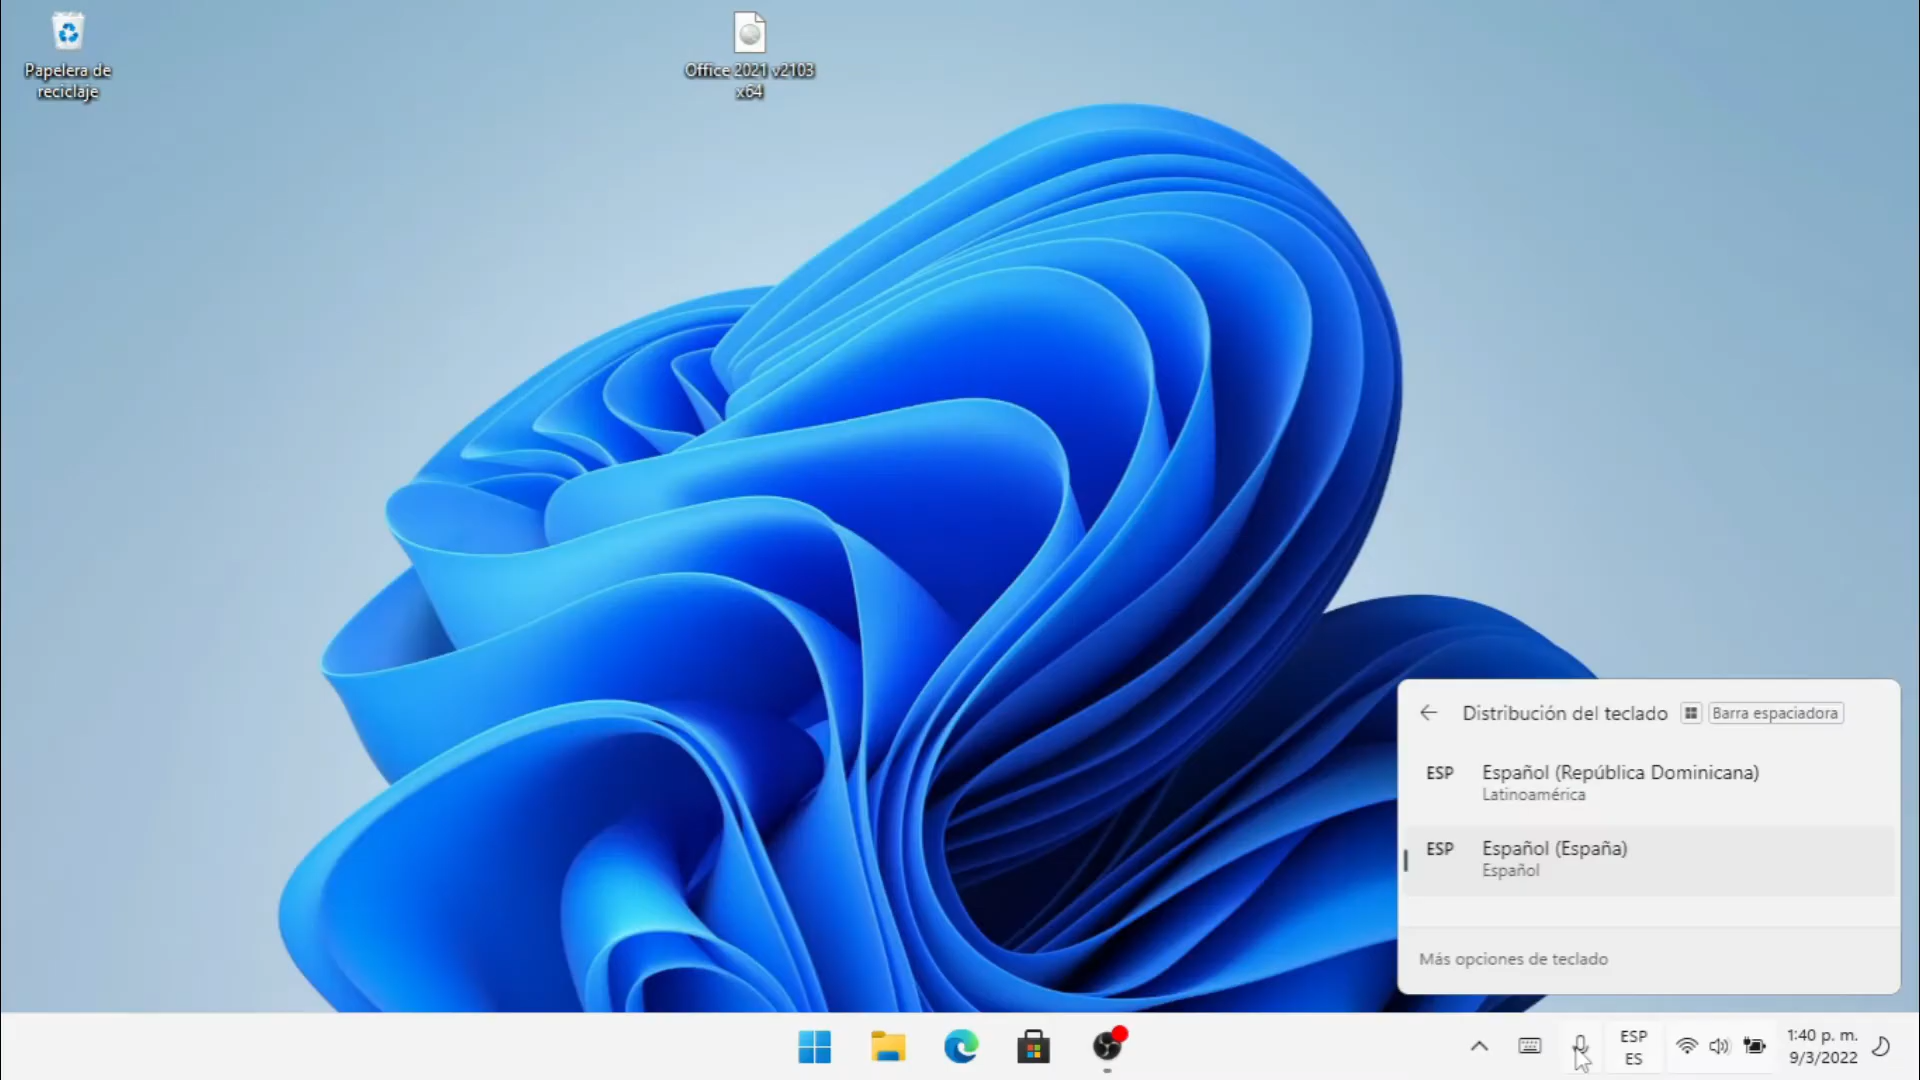 Papelera de
reciclaje
Office 2021 v2103
x64
Distribución del teclado Barra espaciadora
ESP Español (República Dominicana)
Latinoamérica
ESP Español (España)
Español
Más opciones de teclado
ESP
ES
1:40 p. m.
9/3/2022